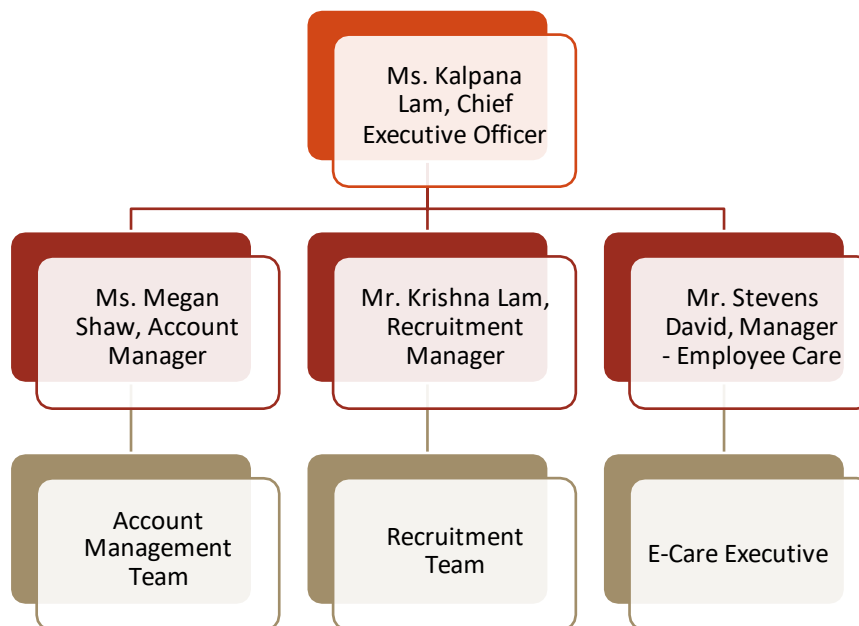 Ms. Kalpana
Lam, Chief
Executive Officer
Ms. Megan
Shaw, Account
Manager
Mr. Krishna Lam,
Recruitment
Manager
Mr. Stevens
David, Manager
- Employee Care
Account
Management
Team
Recruitment
Team
E-Care Executive